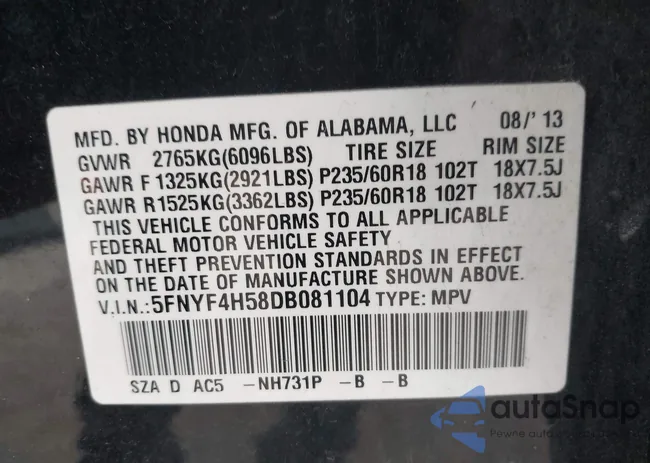 MFD. BY HONDA MFG. OF ALABAMA, LLC 08/' 13
GVWR 2765KG(6096LBS) TIRE SIZE RIM SIZE
GAWR F 1325KG(2921LBS) P235/60R18 102T 18X7.5J
GAWR R1525KG(3362LBS) P235/60R18 102T 18X7.5J
THIS VEHICLE CONFORMS TO ALL APPLICABLE
FEDERAL MOTOR VEHICLE SAFETY
AND THEFT PREVENTION STANDARDS IN EFFECT
ON THE DATE OF MANUFACTURE SHOWN ABOVE.
V.I.N.:5FNYF4H58DB081104 TYPE: MPV
SZA D AC5 -NH731P -B -B
autoSnap
Pewne auto